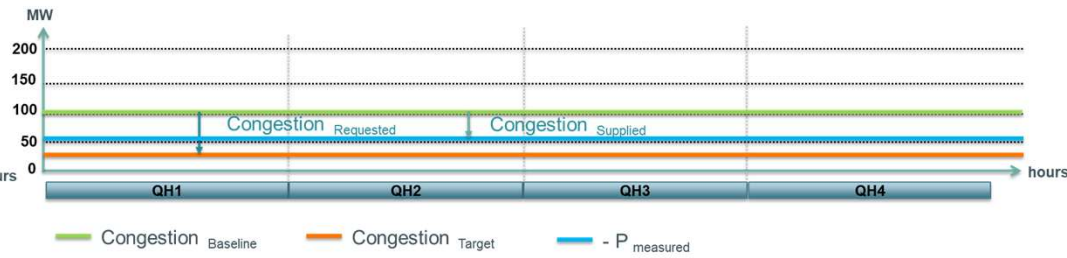 MW
200
150
100
Congestion Requested
Congestion Supplied
50
0
urs
hours
QH1
QH2
QH3
QH4
Congestion Baseline
Congestion Target
- P measured